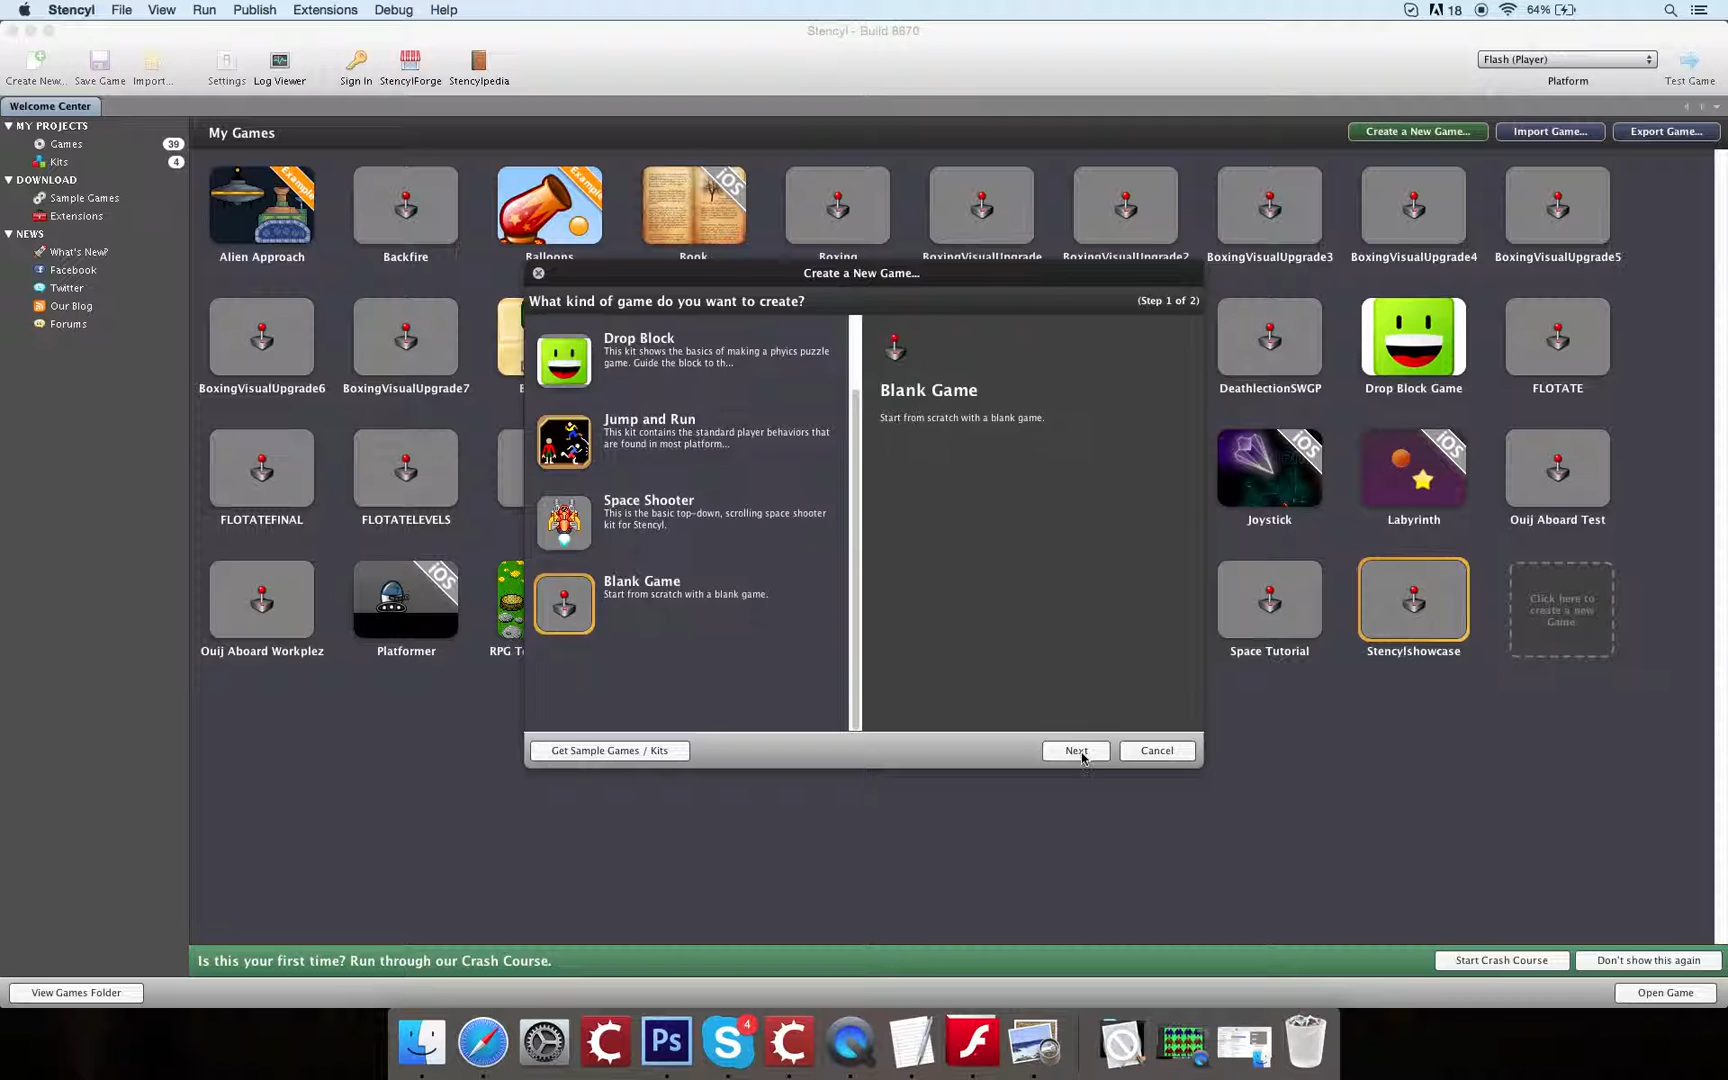 Stencyl File View Run Publish Extensions Debug Help
18 64%
Stencyl - Build 8670
Create New... Save Game Import... Settings Log Viewer Sign In StencylForge Stencylpedia
Flash (Player)
Platform
Test Game
Welcome Center
MY PROJECTS
Games 39
Kits 4
DOWNLOAD
Sample Games
Extensions
NEWS
What's New?
Facebook
Twitter
Our Blog
Forums
My Games
Create a New Game... Import Game... Export Game...
Example
Example
iOS
Alien Approach Backfire Balloons Book Boxing BoxingVisualUpgrade BoxingVisualUpgrade2 BoxingVisualUpgrade3 BoxingVisualUpgrade4 BoxingVisualUpgrade5
BoxingVisualUpgrade6 BoxingVisualUpgrade7 DeathlectionSWGP Drop Block Game FLOTATE
iOS
iOS
FLOTATEFINAL FLOTATELEVELS Joystick Labyrinth Ouij Aboard Test
iOS
Click here to
create a new
Game
Ouij Aboard Workplez Platformer RPG T Space Tutorial Stencylshowcase
Create a New Game...
What kind of game do you want to create? (Step 1 of 2)
Drop Block
This kit shows the basics of making a phyics puzzle
game. Guide the block to th...
Jump and Run
This kit contains the standard player behaviors that
are found in most platform...
Space Shooter
This is the basic top-down, scrolling space shooter
kit for Stencyl.
Blank Game
Start from scratch with a blank game.
Blank Game
Start from scratch with a blank game.
Get Sample Games / Kits Next Cancel
Is this your first time? Run through our Crash Course. Start Crash Course Don't show this again
View Games Folder Open Game
Ps
4